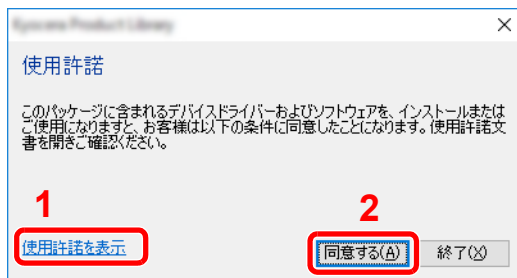 Kyocera Product Library
使用許諾
このパッケージに含まれるデバイスドライバーおよびソフトウェアを、インストールまたは
ご使用になりますと、お客様は以下の条件に同意したことになります。使用許諾文
書を開きご確認ください。
1
2
使用許諾を表示
同意する(A)
終了(X)